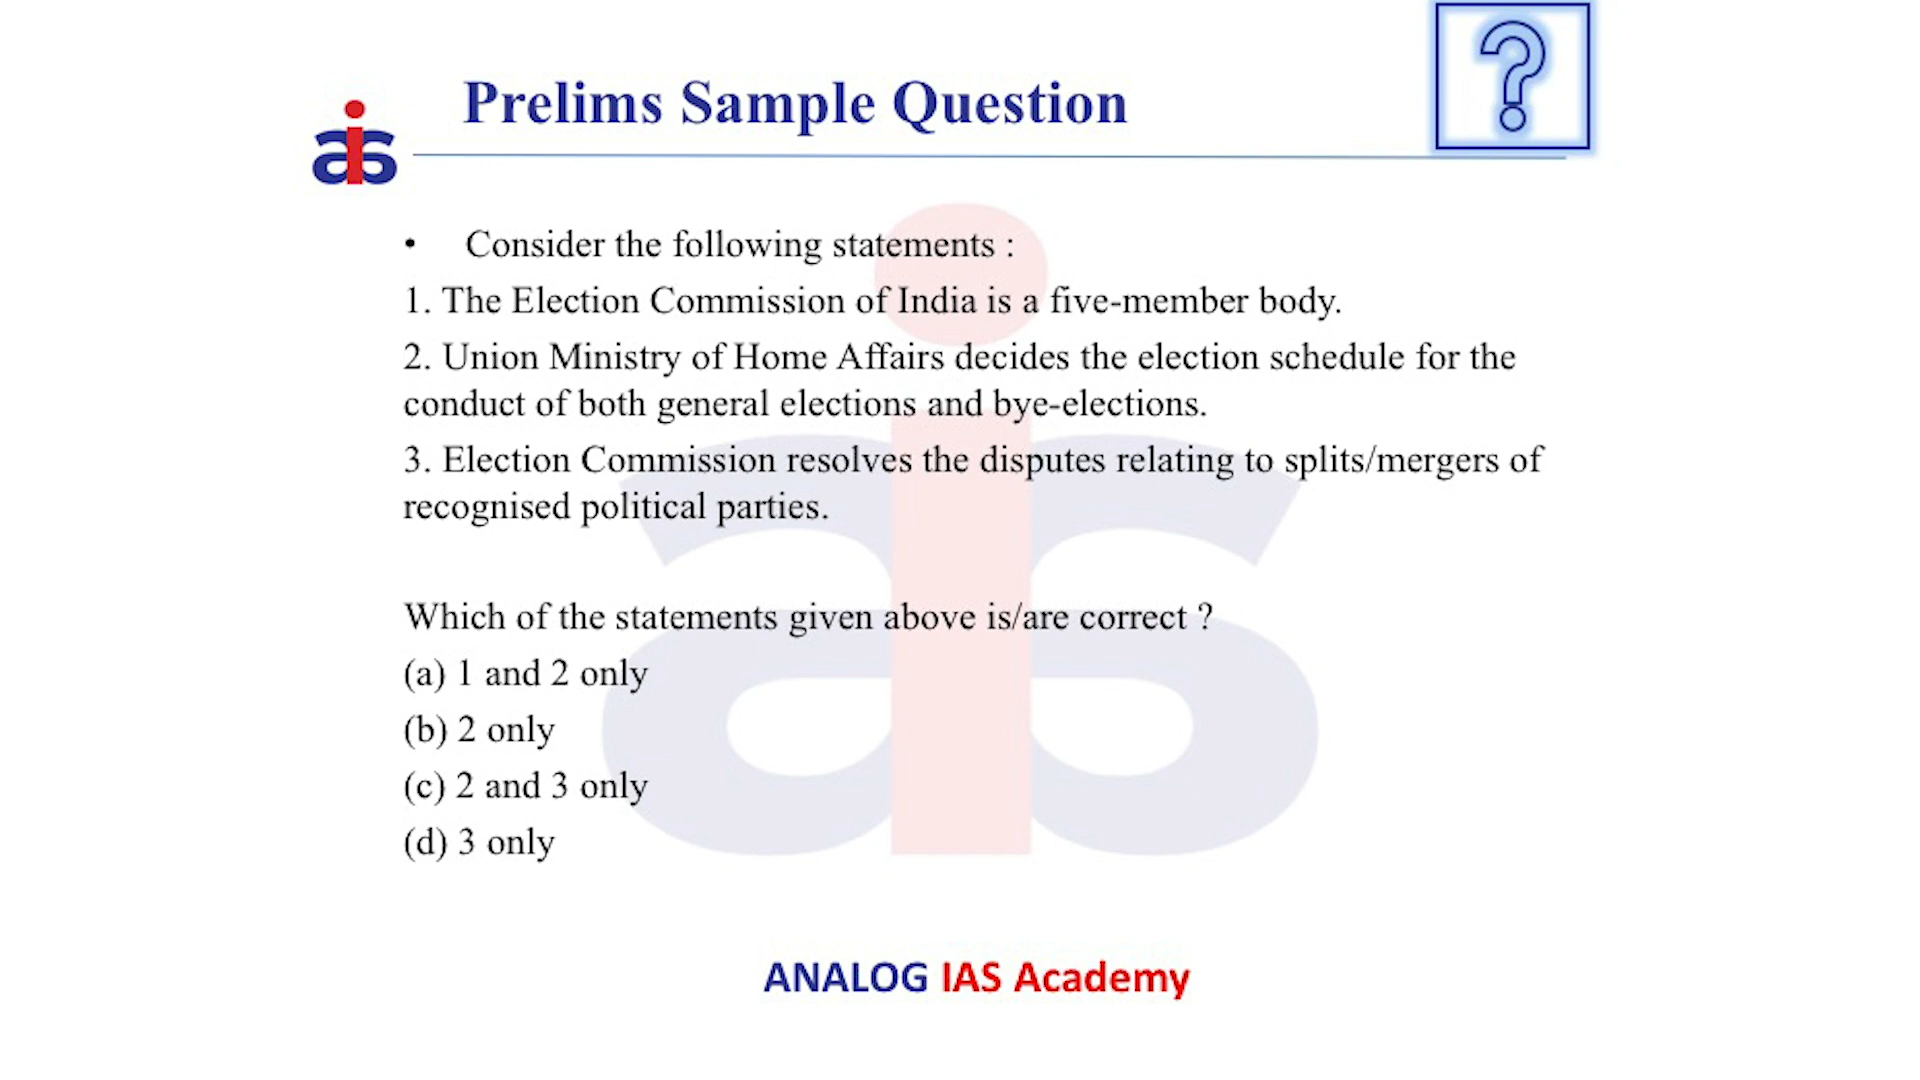 Prelims Sample Question
• Consider the following statements :
1. The Election Commission of India is a five-member body.
2. Union Ministry of Home Affairs decides the election schedule for the
conduct of both general elections and bye-elections.
3. Election Commission resolves the disputes relating to splits/mergers of
recognised political parties.
Which of the statements given above is/are correct ?
(a) 1 and 2 only
(b) 2 only
(c) 2 and 3 only
(d) 3 only
ANALOG IAS Academy